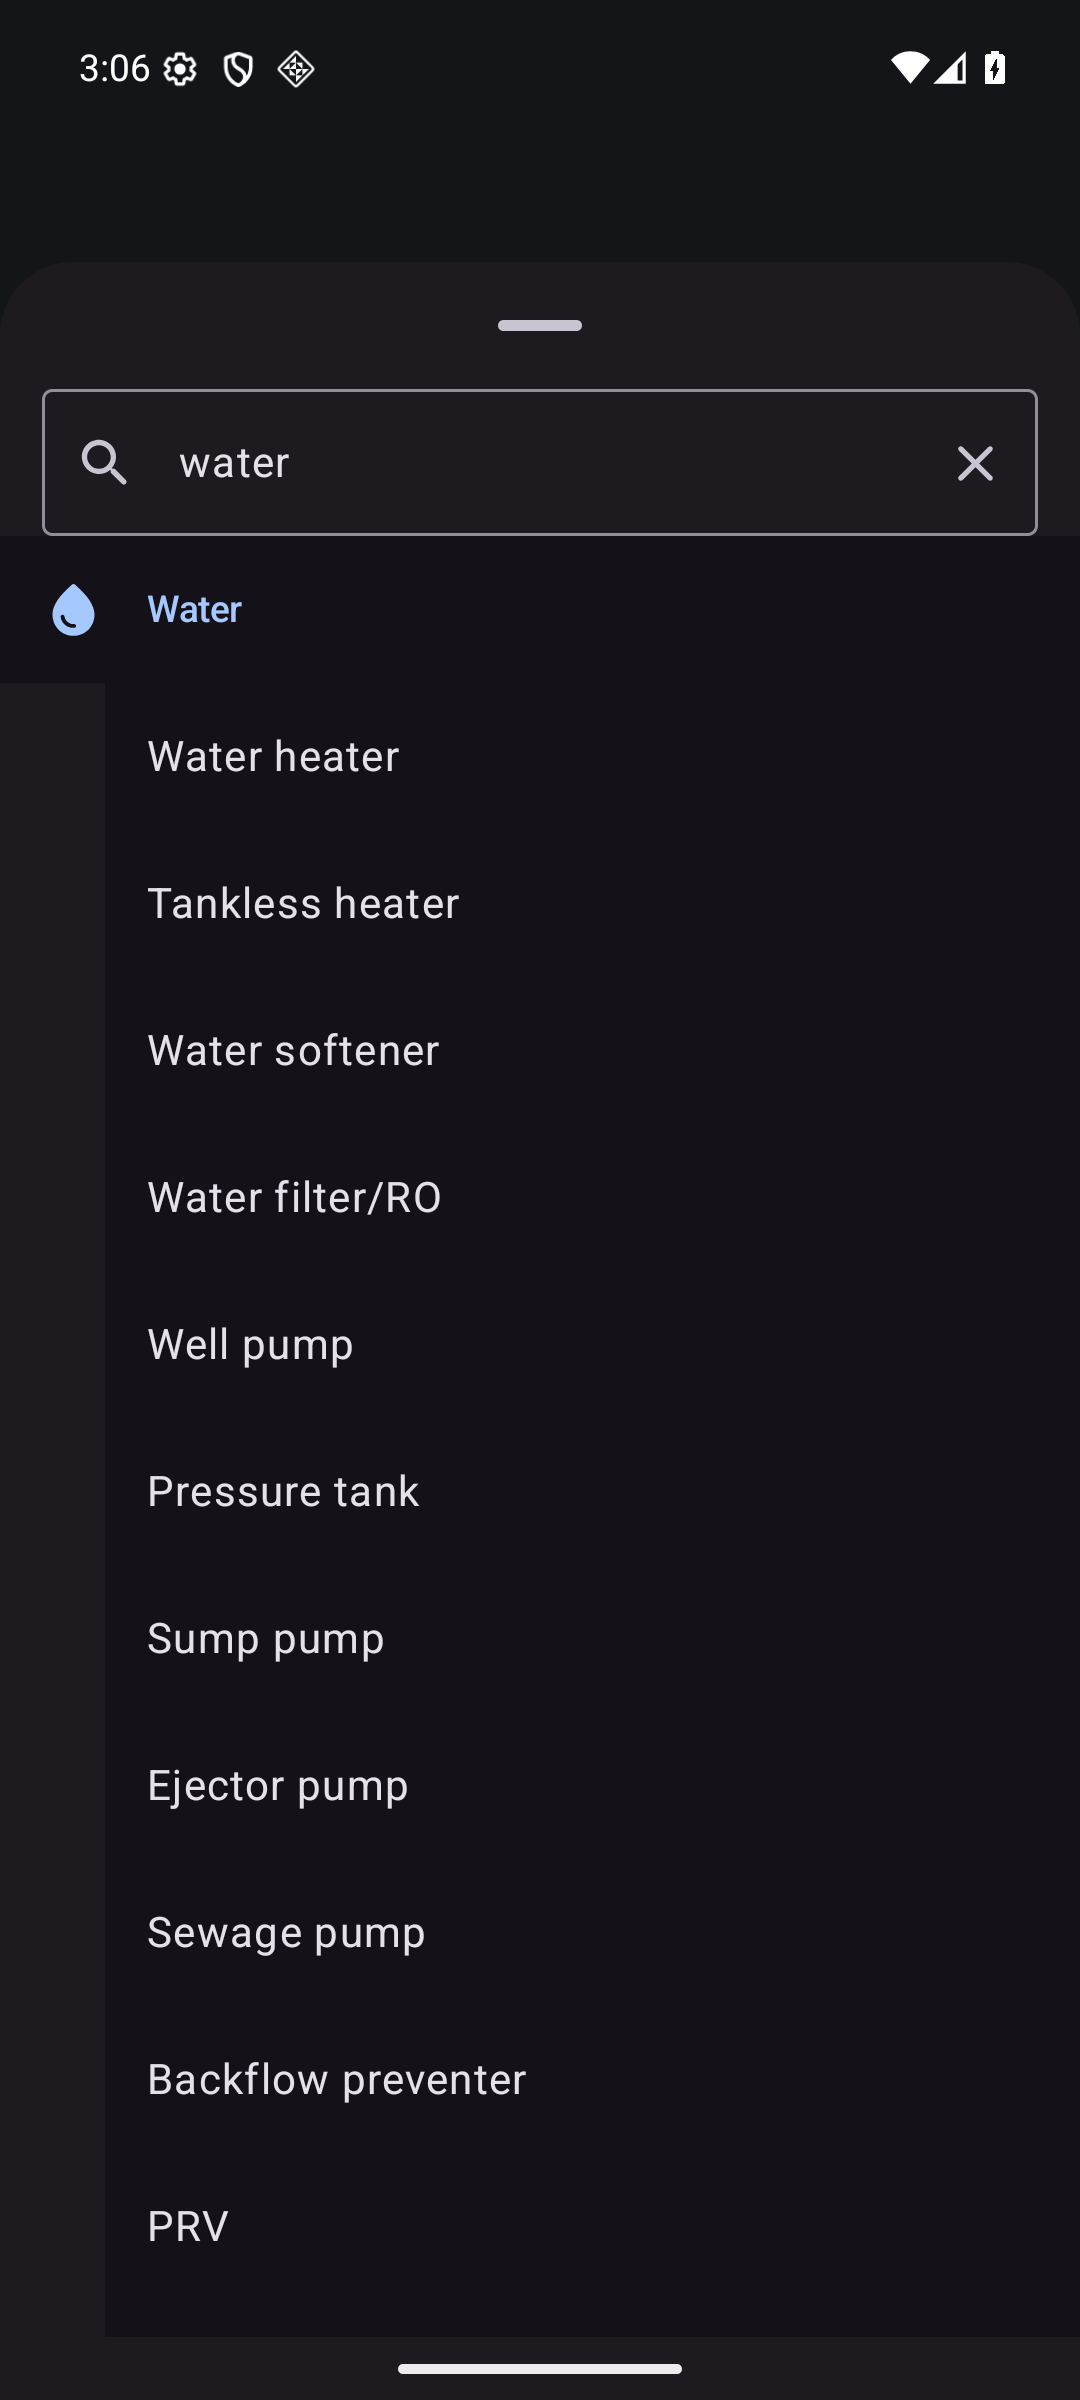 3:06
water
Water
Water heater
Tankless heater
Water softener
Water filter/RO
Well pump
Pressure tank
Sump pump
Ejector pump
Sewage pump
Backflow preventer
PRV